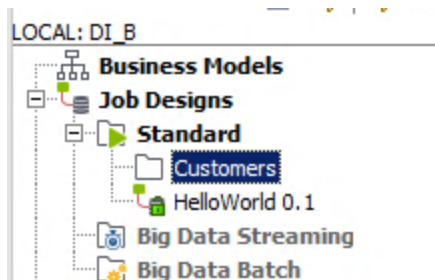 LOCAL: DI_B
Business Models
Job Designs
Standard
Customers
HelloWorld 0.1
Big Data Streaming
Big Data Batch